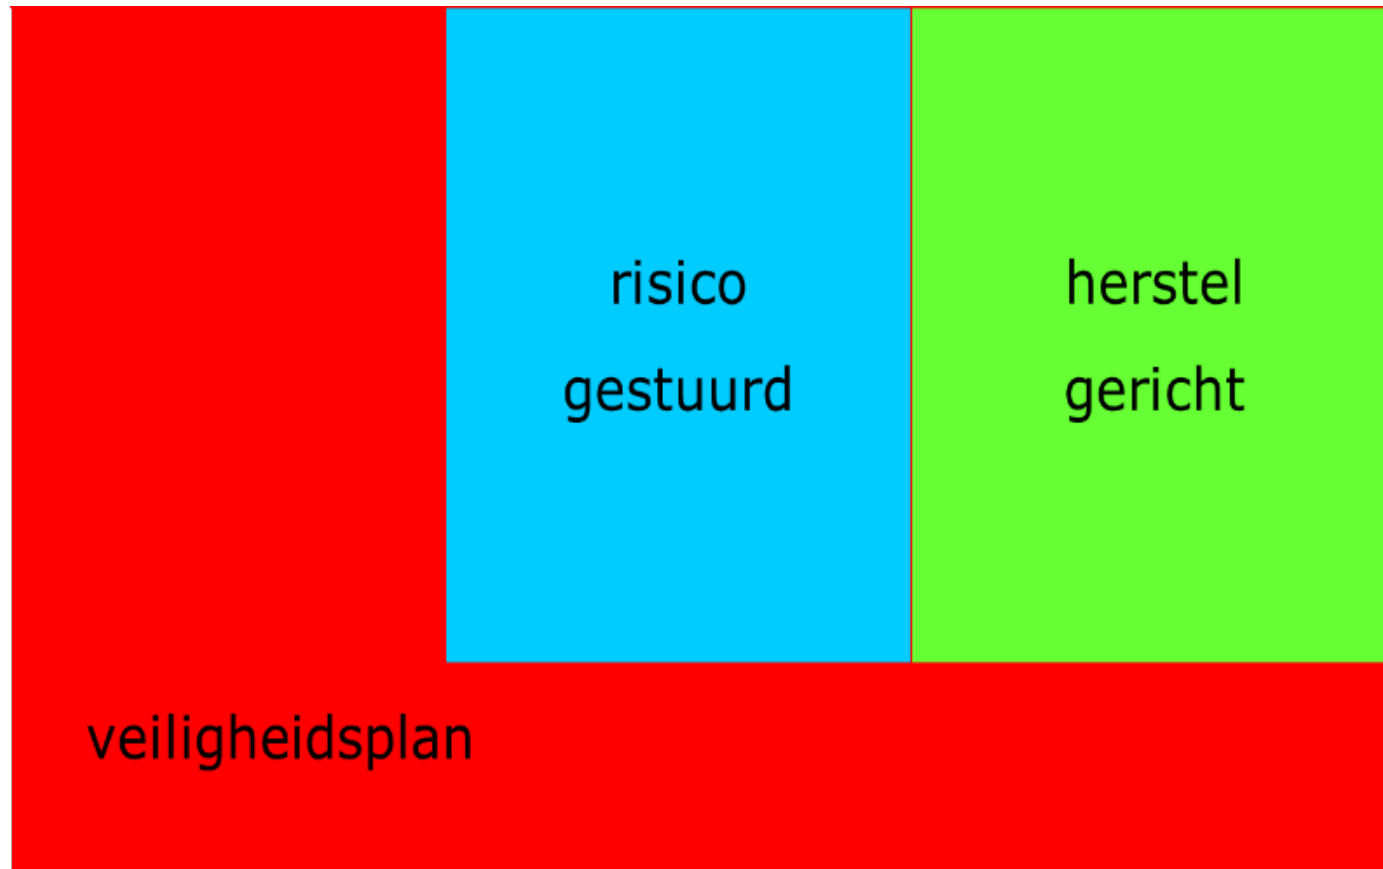 risico
gestuurd
herstel
gericht
veiligheidsplan